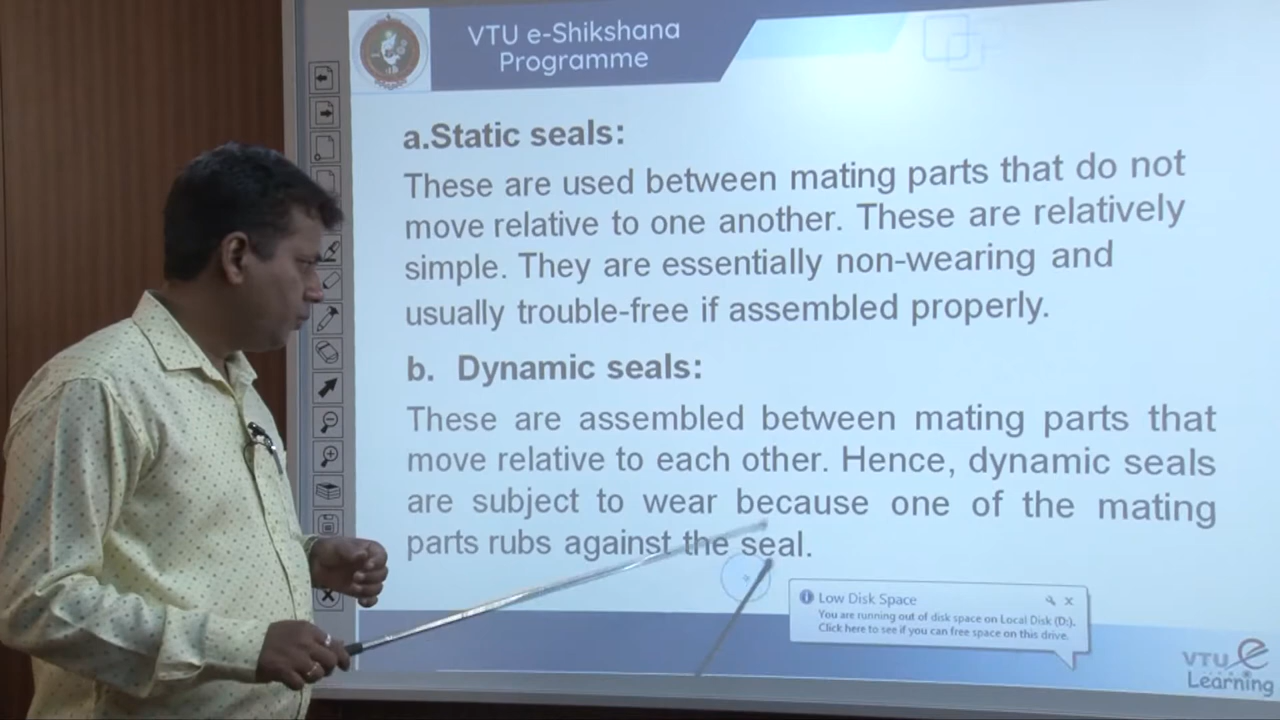 VTU e-Shikshana
Programme
a.Static seals:
These are used between mating parts that do not
move relative to one another. These are relatively
simple. They are essentially non-wearing and
usually trouble-free if assembled properly.
b. Dynamic seals:
These are assembled between mating parts that
move relative to each other. Hence, dynamic seals
are subject to wear because one of the mating
parts rubs against the seal.
Low Disk Space
You are running out of disk space on Local Disk (D:).
Click here to see if you can free space on this drive.
VTU e
Learning